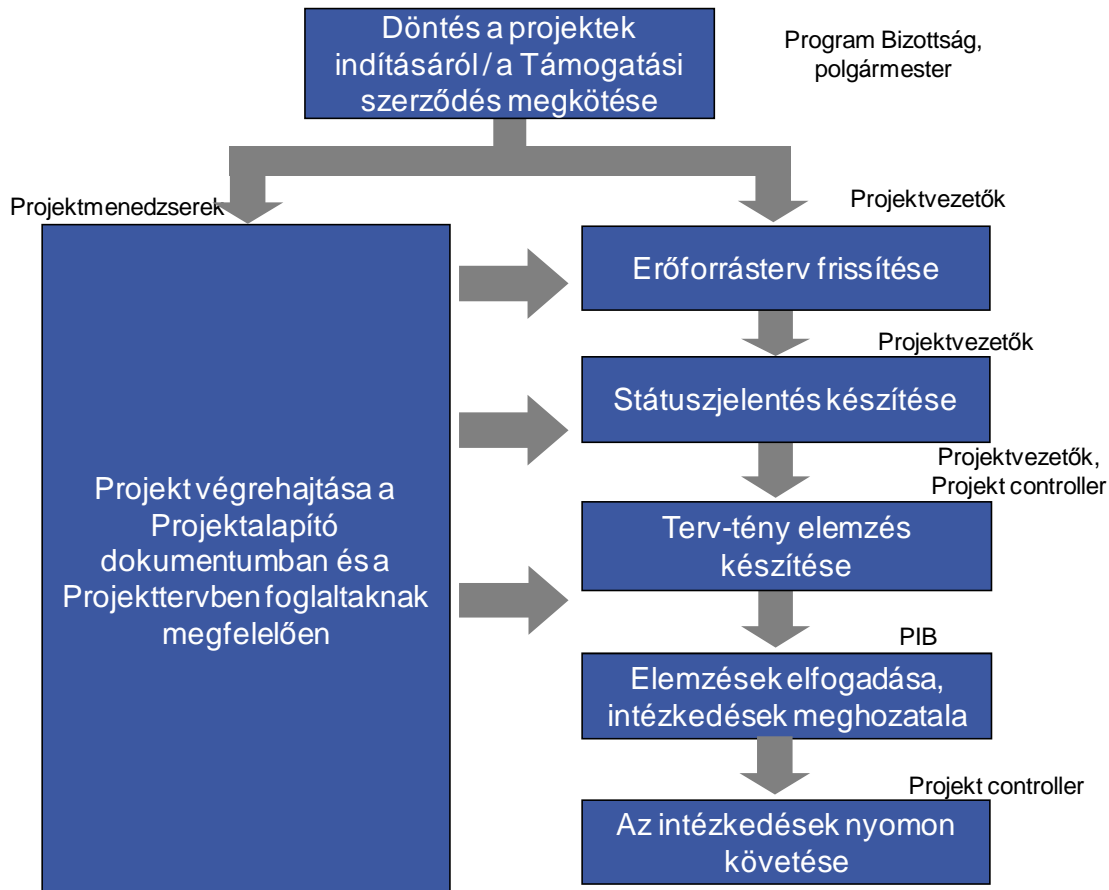 Döntés a projektek
indításáról / a Támogatási
szerződés megkötése
Program Bizottság,
polgármester
Projektmenedzserek
Projektvezetők
Erőforrásterv frissítése
Projektvezetők
Státuszjelentés készítése
Projektvezetők,
Projekt controller
Projekt végrehajtása a
Projektalapító
dokumentumban és a
Projekttervben foglaltaknak
megfelelően
Terv-tény elemzés
készítése
PIB
Elemzések elfogadása,
intézkedések meghozatala
Projekt controller
Az intézkedések nyomon
követése